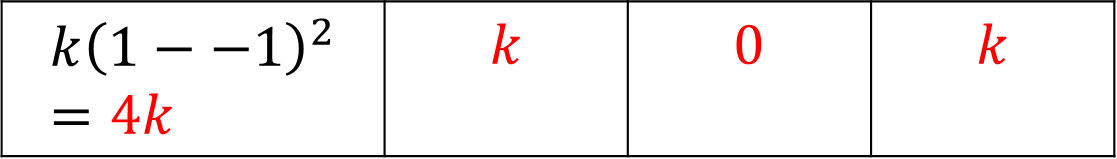 k(1 − −1)² k 0 k
= 4k